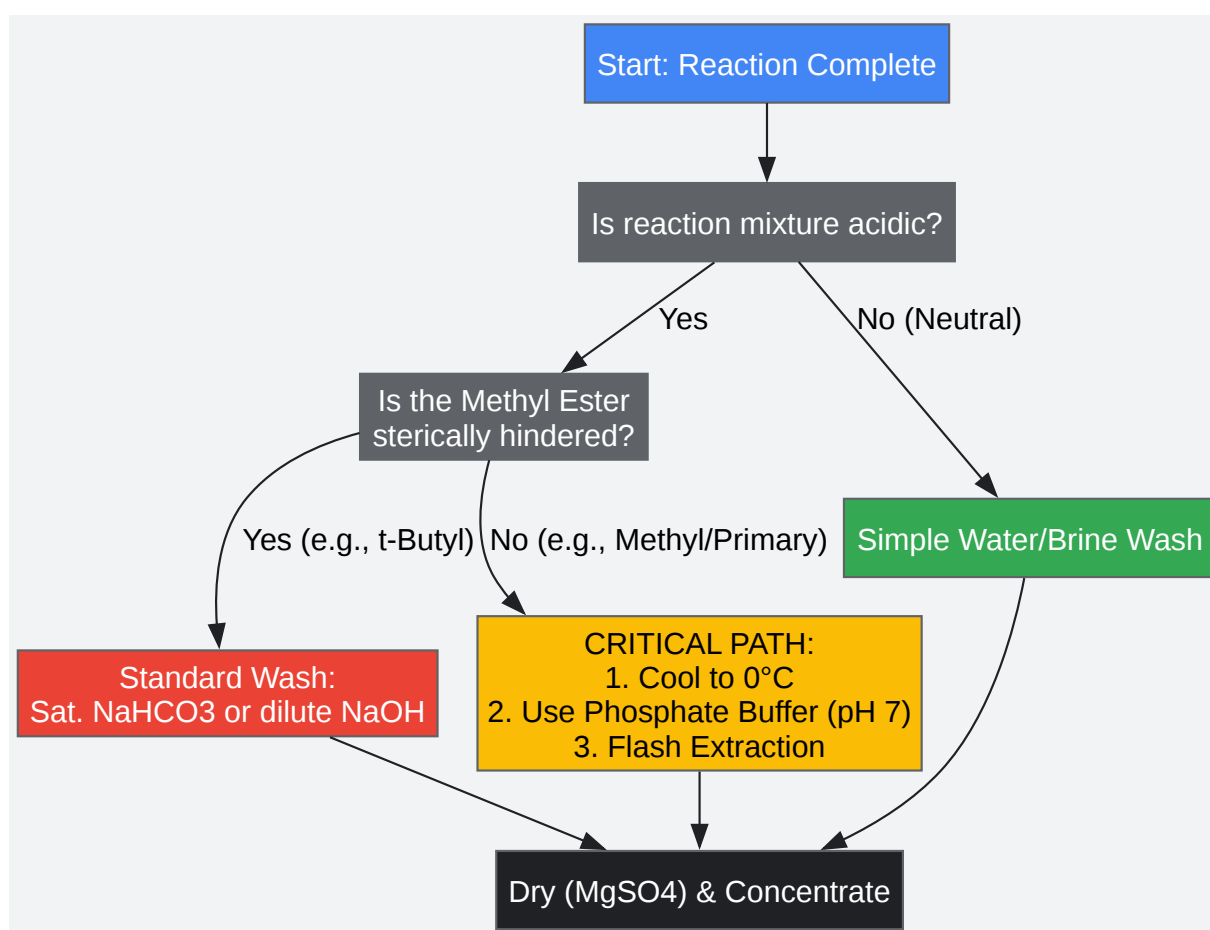 Start: Reaction Complete
Is reaction mixture acidic?
Yes
No (Neutral)
Is the Methyl Ester
sterically hindered?
Yes (e.g., t-Butyl)
No (e.g., Methyl/Primary)
Simple Water/Brine Wash
Standard Wash:
Sat. NaHCO3 or dilute NaOH
CRITICAL PATH:
1. Cool to 0°C
2. Use Phosphate Buffer (pH 7)
3. Flash Extraction
Dry (MgSO4) & Concentrate